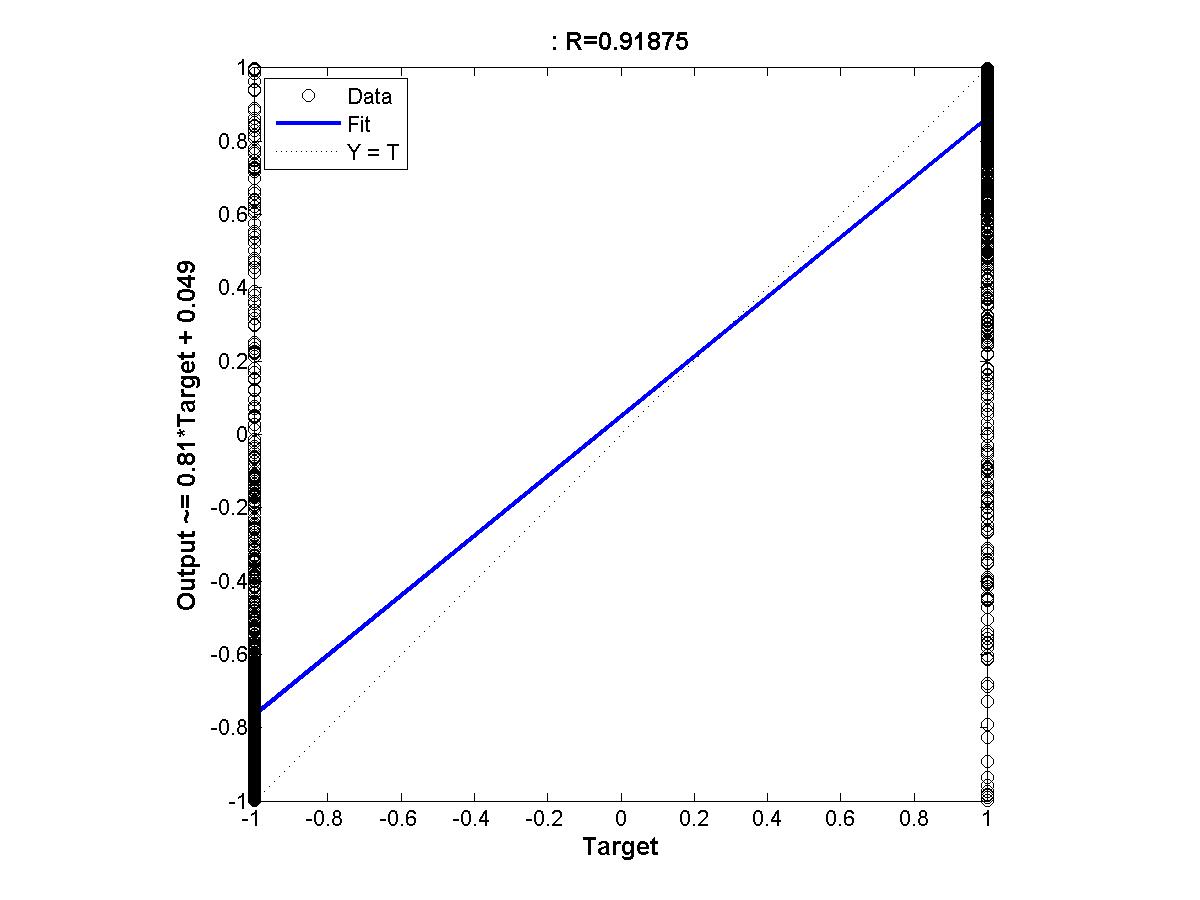 : R=0.91875
Data
Fit
Y = T
Output ~= 0.81*Target + 0.049
1
0.8
0.6
0.4
0.2
0
-0.2
-0.4
-0.6
-0.8
-1
-1 -0.8 -0.6 -0.4 -0.2 0 0.2 0.4 0.6 0.8 1
Target